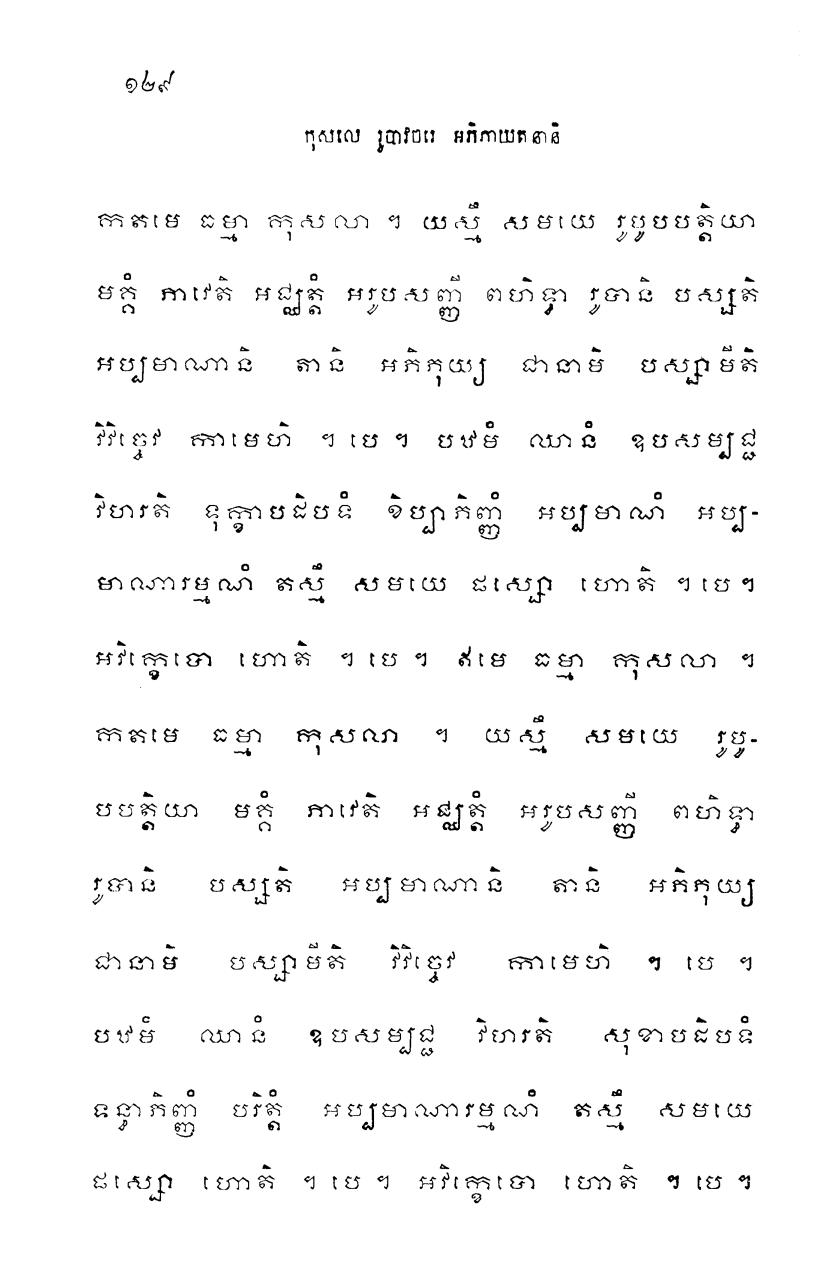 ១២៩
កុសលេ រូបាវចរេ អភិភាយតនានិ
កតមេ ធម្មា កុសលា ។ យស្មឹ សមយេ រូបូបបត្តិយា
មគ្គំ ភាវេតិ អជ្ឈត្តំ អរូបសញ្ញី ពហិទ្ធា រូបានិ បស្សតិ
អប្បមាណានិ តានិ អភិភុយ្យ ជានាមិ បស្សាមីតិ
វិវិច្ចេវ កាមេហិ ។ បេ ។ បឋមំ ឈានំ ឧបសម្បជ្ជ
វិហរតិ ទុក្ខាបដិបទំ ខិប្បាភិញ្ញំ អប្បមាណំ អប្ប-
មាណារម្មណំ តស្មឹ សមយេ ផស្សោ ហោតិ ។ បេ ។
អវិក្ខេបោ ហោតិ ។ បេ ។ ឥមេ ធម្មា កុសលា ។
កតមេ ធម្មា កុសលា ។ យស្មឹ សមយេ រូបូ-
បបត្តិយា មគ្គំ ភាវេតិ អជ្ឈត្តំ អរូបសញ្ញី ពហិទ្ធា
រូបានិ បស្សតិ អប្បមាណានិ តានិ អភិភុយ្យ
ជានាមិ បស្សាមីតិ វិវិច្ចេវ កាមេហិ ។ បេ ។
បឋមំ ឈានំ ឧបសម្បជ្ជ វិហរតិ សុខាបដិបទំ
ទន្ធាភិញ្ញំ បរិត្តំ អប្បមាណារម្មណំ តស្មឹ សមយេ
ផស្សោ ហោតិ ។ បេ ។ អវិក្ខេបោ ហោតិ ។ បេ ។